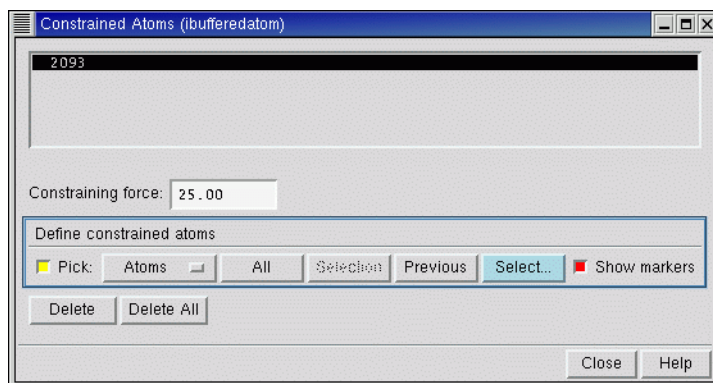 Constrained Atoms (ibufferedatom)
2093
Constraining force: 25.00
Define constrained atoms
Pick: Atoms All Selection Previous Select... Show markers
Delete Delete All
Close Help